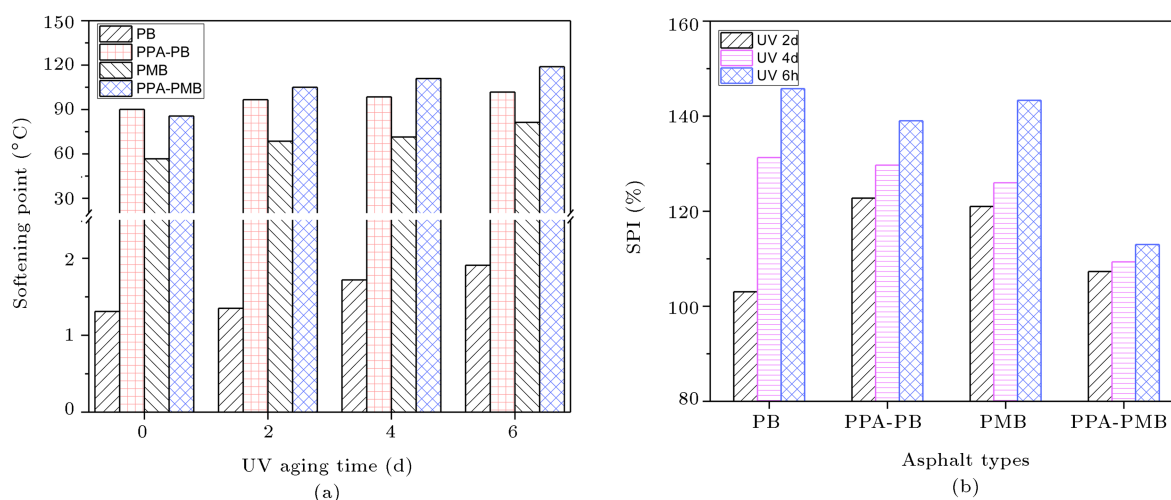 150
120
90
60
30
2
1
0
Softening point (°C)
PB
PPA-PB
PMB
PPA-PMB
0 2 4 6
UV aging time (d)
(a)
160
140
120
100
80
SPI (%)
UV 2d
UV 4d
UV 6h
PB PPA-PB PMB PPA-PMB
Asphalt types
(b)